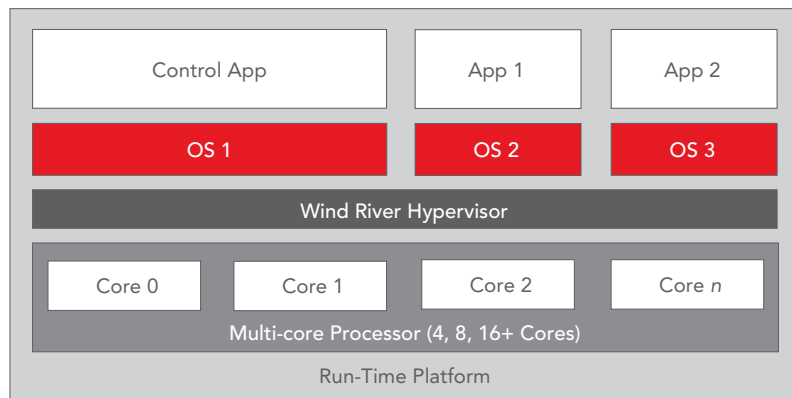 Control App
App 1
App 2
OS 1
OS 2
OS 3
Wind River Hypervisor
Core 0
Core 1
Core 2
Core n
Multi-core Processor (4, 8, 16+ Cores)
Run-Time Platform